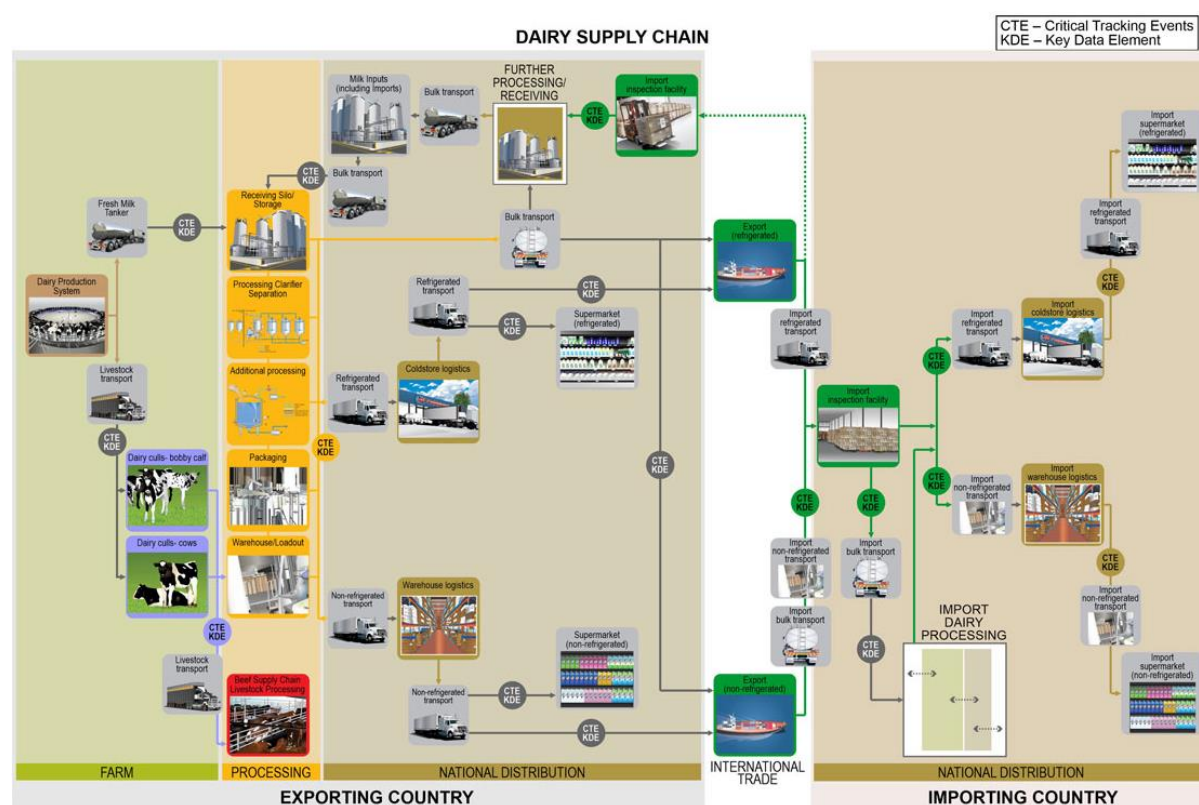 DAIRY SUPPLY CHAIN
CTE – Critical Tracking Events
KDE – Key Data Element
Milk Inputs
(including Imports)
Bulk transport
FURTHER
PROCESSING/
RECEIVING
Import
inspection facility
CTE
KDE
CTE
KDE
Bulk transport
Fresh Milk
Tanker
CTE
KDE
Receiving Silo/
Storage
Bulk transport
CTE
KDE
Export
(refrigerated)
Import
supermarket
(refrigerated)
Import
refrigerated
transport
Dairy Production
System
Processing Clarifier
Separation
Refrigerated
transport
CTE
KDE
CTE
KDE
Supermarket
(refrigerated)
Import
refrigerated
transport
CTE
KDE
Import
refrigerated
transport
Import
coldstore logistics
Livestock
transport
Additional processing
Refrigerated
transport
Coldstore logistics
CTE
KDE
Import
inspection facility
CTE
KDE
CTE
KDE
Dairy culls- bobby calf
Packaging
CTE
KDE
CTE
KDE
CTE
KDE
CTE
KDE
CTE
KDE
Import
non-refrigerated
transport
Import
warehouse logistics
Dairy culls- cows
Warehouse/Loadout
Import
non-refrigerated
transport
Import
bulk transport
CTE
KDE
Non-refrigerated
transport
Warehouse logistics
Import
bulk transport
IMPORT
DAIRY
PROCESSING
Import
non-refrigerated
transport
CTE
KDE
Livestock
transport
Beef Supply Chain
Livestock Processing
Non-refrigerated
transport
CTE
KDE
Supermarket
(non-refrigerated)
CTE
KDE
CTE
KDE
Export
(non-refrigerated)
Import
supermarket
(non-refrigerated)
FARM
PROCESSING
NATIONAL DISTRIBUTION
INTERNATIONAL
TRADE
NATIONAL DISTRIBUTION
EXPORTING COUNTRY
IMPORTING COUNTRY